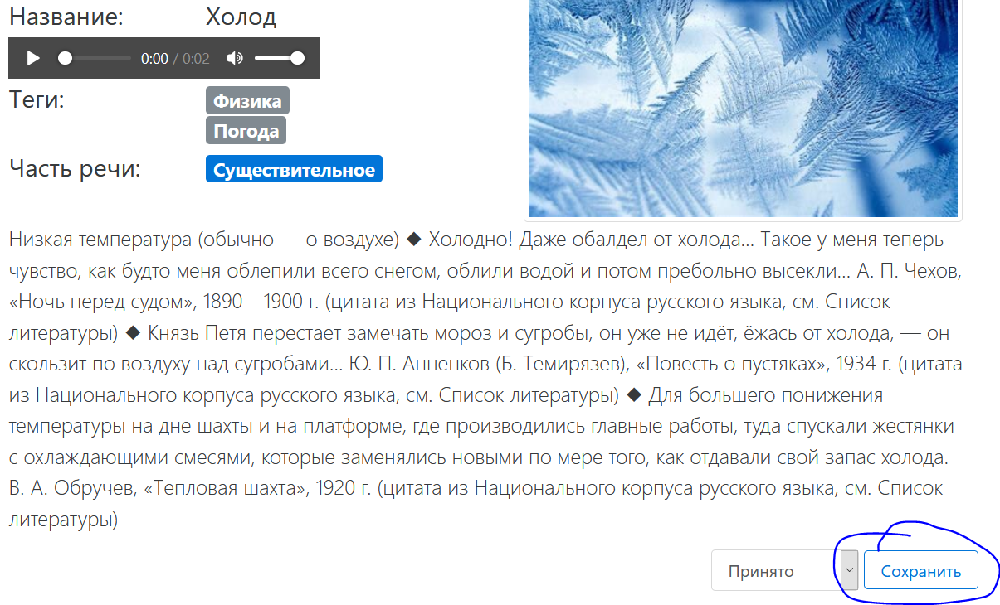 Название: Холод
0:00 / 0:02
Теги: Физика
Погода
Часть речи: Существительное
Низкая температура (обычно — о воздухе) ◆ Холодно! Даже обалдел от холода... Такое у меня теперь
чувство, как будто меня облепили всего снегом, облили водой и потом пребольно высекли... А. П. Чехов,
«Ночь перед судом», 1890—1900 г. (цитата из Национального корпуса русского языка, см. Список
литературы) ◆ Князь Петя перестает замечать мороз и сугробы, он уже не идёт, ёжась от холода, — он
скользит по воздуху над сугробами... Ю. П. Анненков (Б. Темирязев), «Повесть о пустяках», 1934 г. (цитата
из Национального корпуса русского языка, см. Список литературы) ◆ Для большего понижения
температуры на дне шахты и на платформе, где производились главные работы, туда спускали жестянки
с охлаждающими смесями, которые заменялись новыми по мере того, как отдавали свой запас холода.
В. А. Обручев, «Тепловая шахта», 1920 г. (цитата из Национального корпуса русского языка, см. Список
литературы)
Принято Сохранить